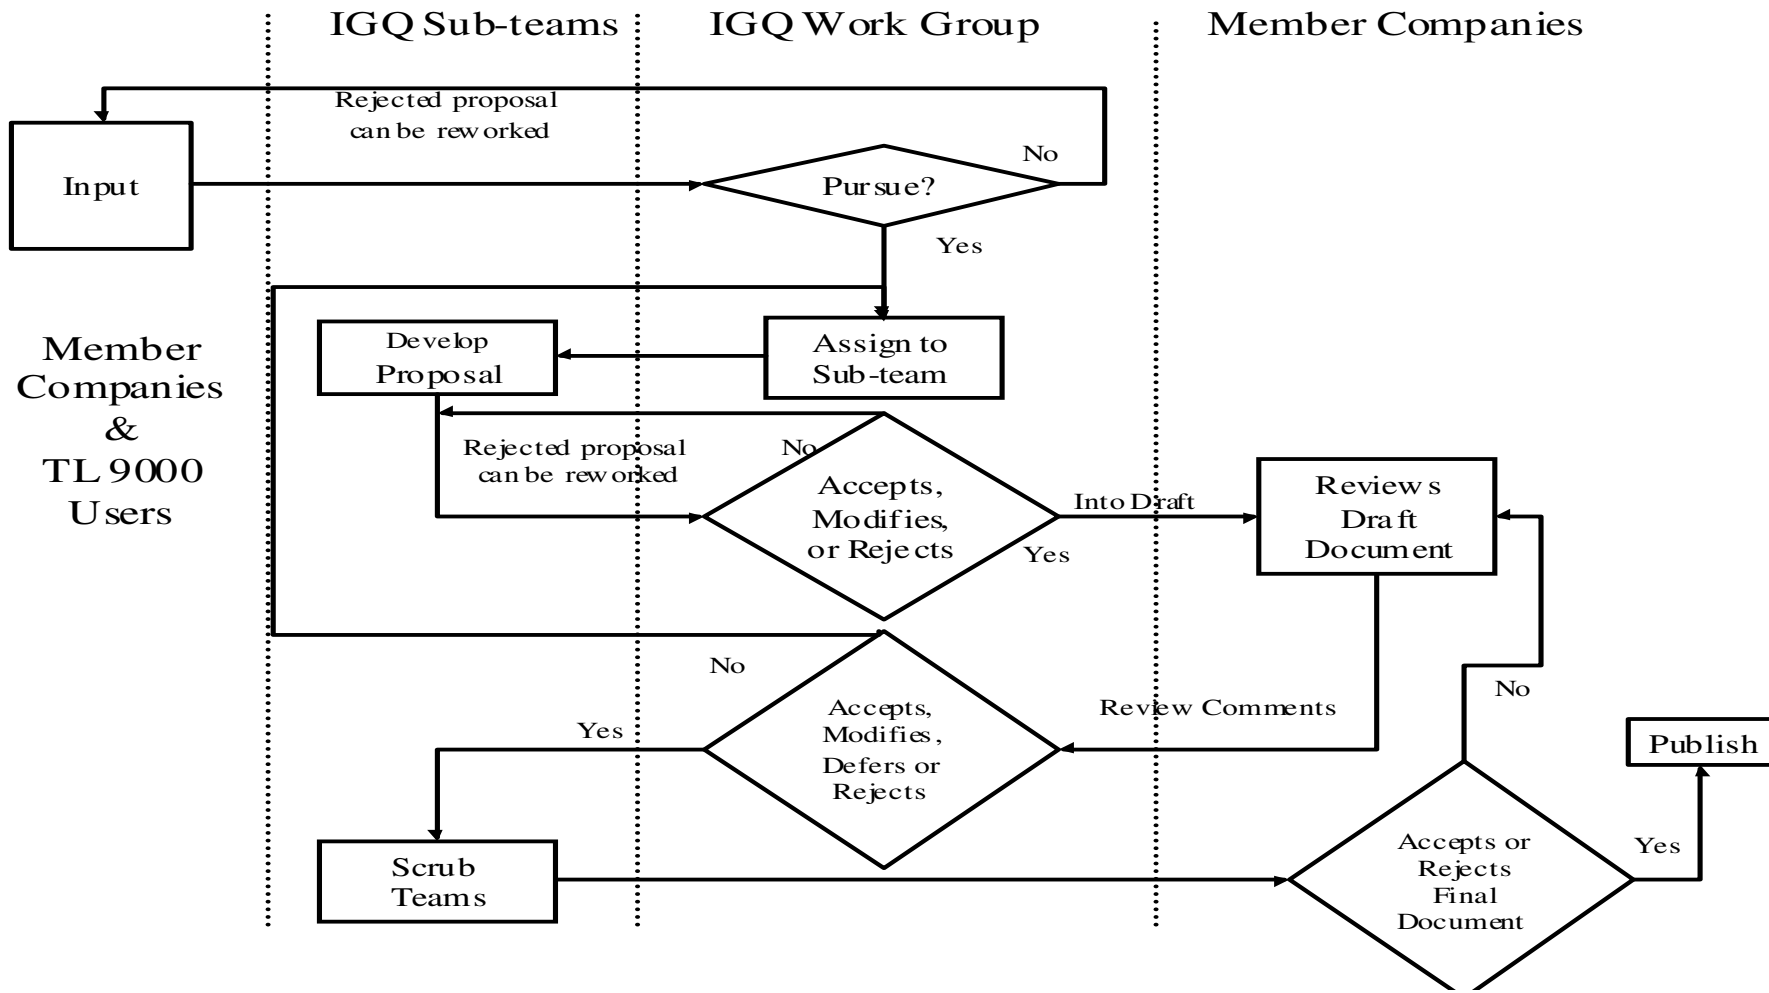 IGQ Sub-teams
IGQ Work Group
Member Companies
Rejected proposal
can be reworked
No
Input
Pursue?
Yes
Member
Companies
&
TL 9000
Users
Develop
Proposal
Assign to
Sub-team
Rejected proposal
can be reworked
No
Accepts,
Modifies,
or Rejects
Into Draft
Yes
Reviews
Draft
Document
No
Yes
Accepts,
Modifies,
Defers or
Rejects
Review Comments
No
Publish
Scrub
Teams
Accepts or
Rejects
Final
Document
Yes